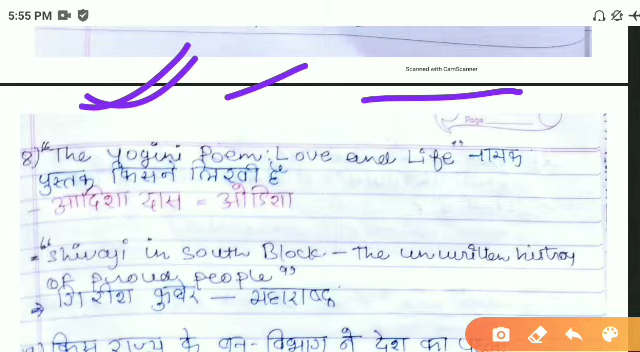 5:55 PM
Scanned with CamScanner
Page
8) "The yogini Poem: Love and Life" नामक
पुस्तक किसने लिखी है
- आदिशा दास = ओडिशा
= "Shivaji in South Block - The unwritten histroy
of proud people"
⇒ गिरीश कुबेर — महाराष्ट्र
किस राज्य के वन-विभाग ने देश का